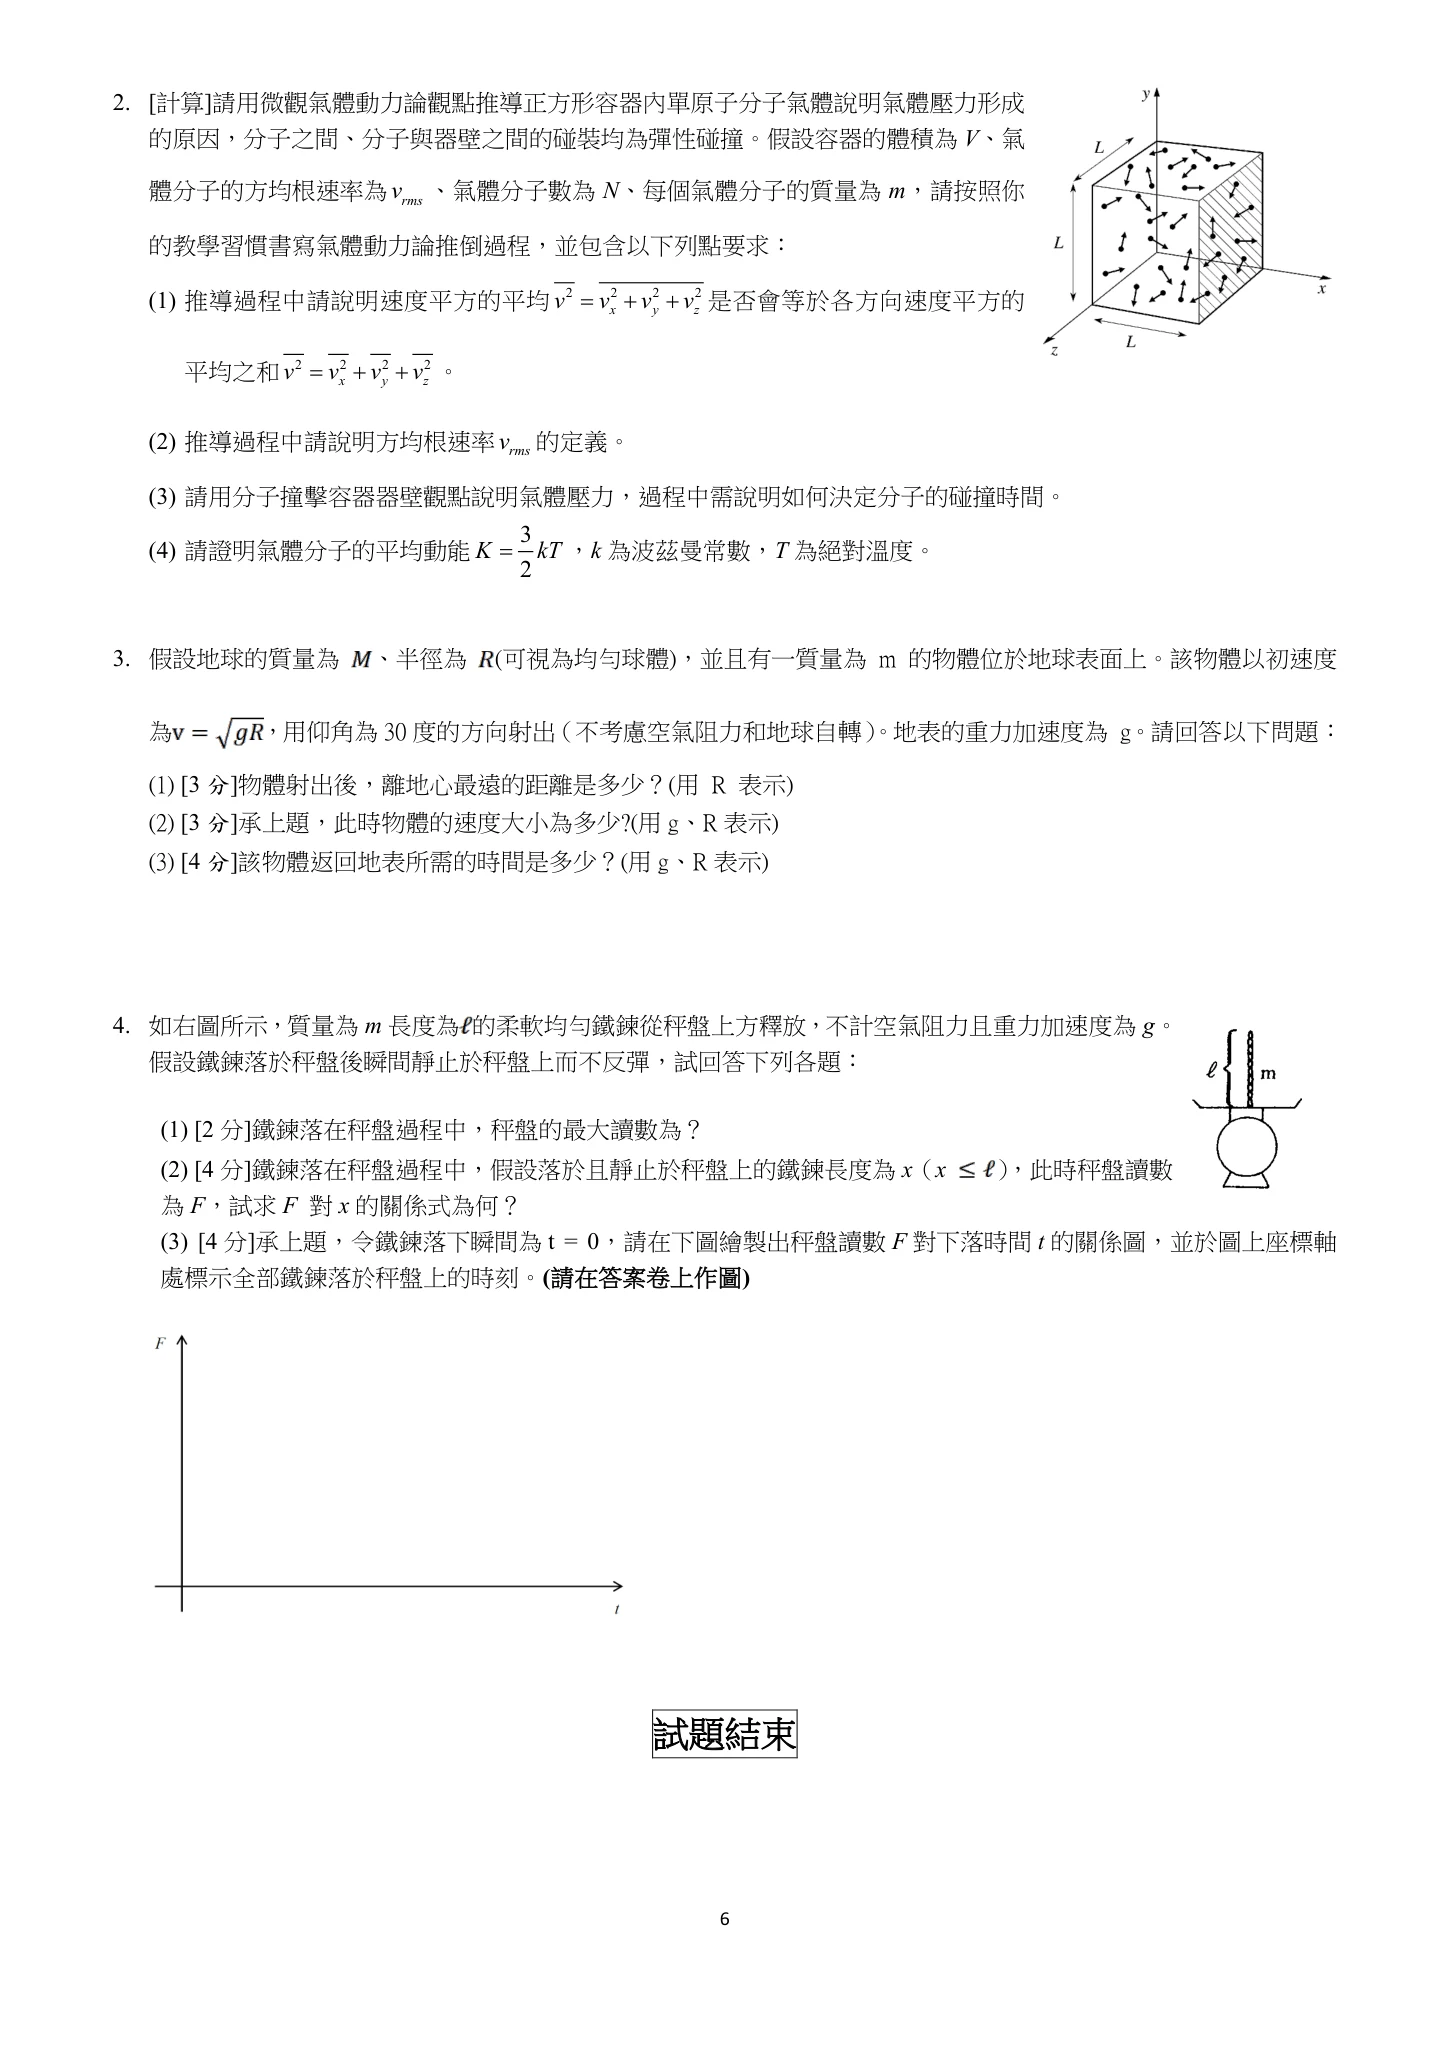 2. [計算]請用微觀氣體動力論觀點推導正方形容器內單原子分子氣體說明氣體壓力形成
的原因，分子之間、分子與器壁之間的碰裝均為彈性碰撞。假設容器的體積為 V、氣
體分子的方均根速率為 v_{rms} 、氣體分子數為 N、每個氣體分子的質量為 m，請按照你
的教學習慣書寫氣體動力論推倒過程，並包含以下列點要求：
(1) 推導過程中請說明速度平方的平均 \overline{v^2} = \overline{v_x^2 + v_y^2 + v_z^2} 是否會等於各方向速度平方的
平均之和 \overline{v^2} = \overline{v_x^2} + \overline{v_y^2} + \overline{v_z^2} 。
(2) 推導過程中請說明方均根速率 v_{rms} 的定義。
(3) 請用分子撞擊容器器壁觀點說明氣體壓力，過程中需說明如何決定分子的碰撞時間。
(4) 請證明氣體分子的平均動能 K = \frac{3}{2} kT ，k 為波茲曼常數，T 為絕對溫度。
y
L
L
x
L
z
3. 假設地球的質量為 M、半徑為 R(可視為均勻球體)，並且有一質量為 m 的物體位於地球表面上。該物體以初速度
為v = \sqrt{gR}，用仰角為 30 度的方向射出（不考慮空氣阻力和地球自轉）。地表的重力加速度為 g。請回答以下問題：
(1) [3 分]物體射出後，離地心最遠的距離是多少？(用 R 表示)
(2) [3 分]承上題，此時物體的速度大小為多少?(用 g、R 表示)
(3) [4 分]該物體返回地表所需的時間是多少？(用 g、R 表示)
4. 如右圖所示，質量為 m 長度為ℓ的柔軟均勻鐵鍊從秤盤上方釋放，不計空氣阻力且重力加速度為 g。
假設鐵鍊落於秤盤後瞬間靜止於秤盤上而不反彈，試回答下列各題：
ℓ
m
(1) [2 分]鐵鍊落在秤盤過程中，秤盤的最大讀數為？
(2) [4 分]鐵鍊落在秤盤過程中，假設落於且靜止於秤盤上的鐵鍊長度為 x（x ≤ ℓ），此時秤盤讀數
為 F，試求 F 對 x 的關係式為何？
(3) [4 分]承上題，令鐵鍊落下瞬間為 t = 0，請在下圖繪製出秤盤讀數 F 對下落時間 t 的關係圖，並於圖上座標軸
處標示全部鐵鍊落於秤盤上的時刻。(請在答案卷上作圖)
F
t
試題結束
6